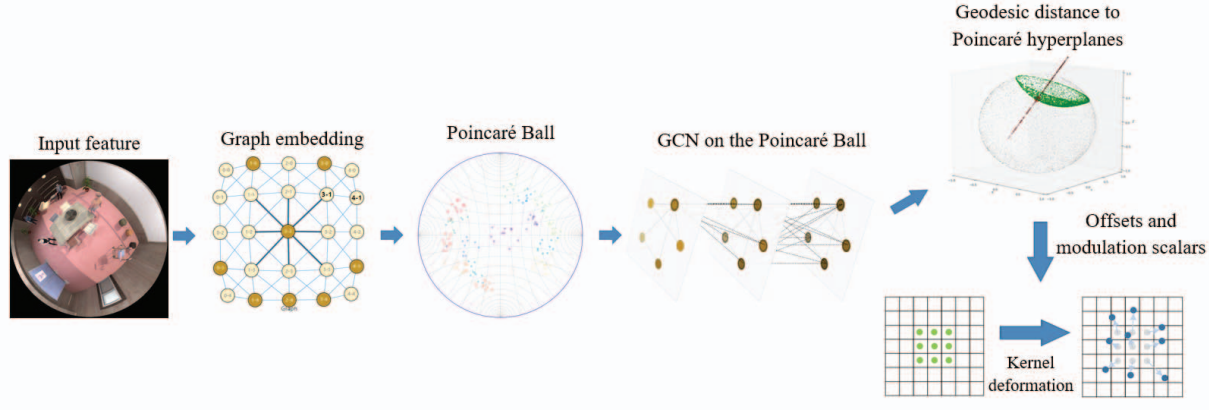 Geodesic distance to
Poincaré hyperplanes
Input feature
Graph embedding
Poincaré Ball
GCN on the Poincaré Ball
3-1
4-1
Graph
Offsets and
modulation scalars
Kernel
deformation